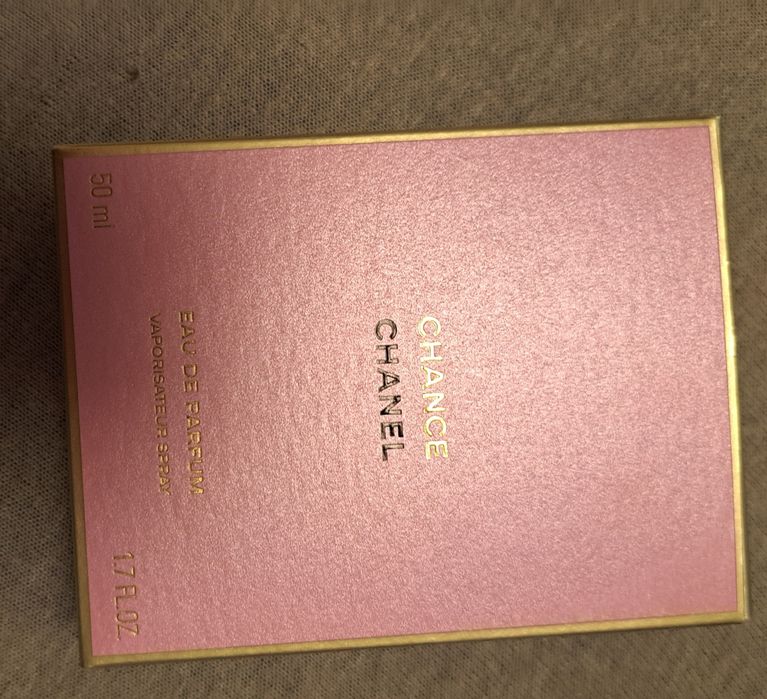 CHANCE
CHANEL
EAU DE PARFUM
VAPORISATEUR SPRAY
50 ml
1.7 FL.OZ